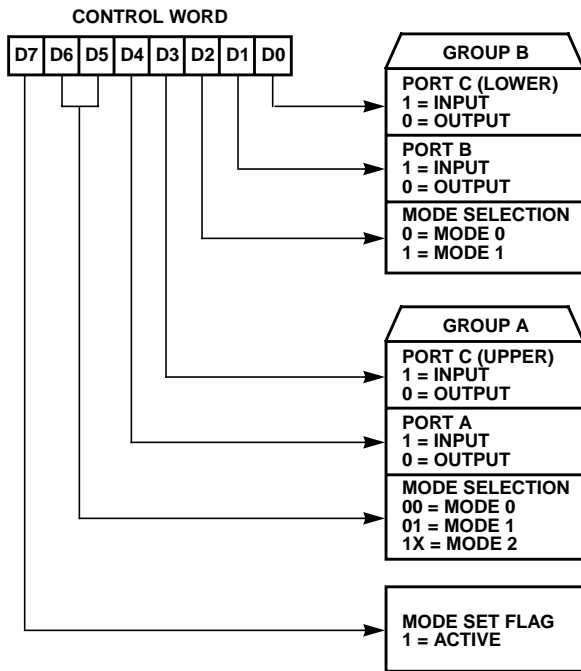 CONTROL WORD
D7 D6 D5 D4 D3 D2 D1 D0
GROUP B
PORT C (LOWER)
1 = INPUT
0 = OUTPUT
PORT B
1 = INPUT
0 = OUTPUT
MODE SELECTION
0 = MODE 0
1 = MODE 1
GROUP A
PORT C (UPPER)
1 = INPUT
0 = OUTPUT
PORT A
1 = INPUT
0 = OUTPUT
MODE SELECTION
00 = MODE 0
01 = MODE 1
1X = MODE 2
MODE SET FLAG
1 = ACTIVE